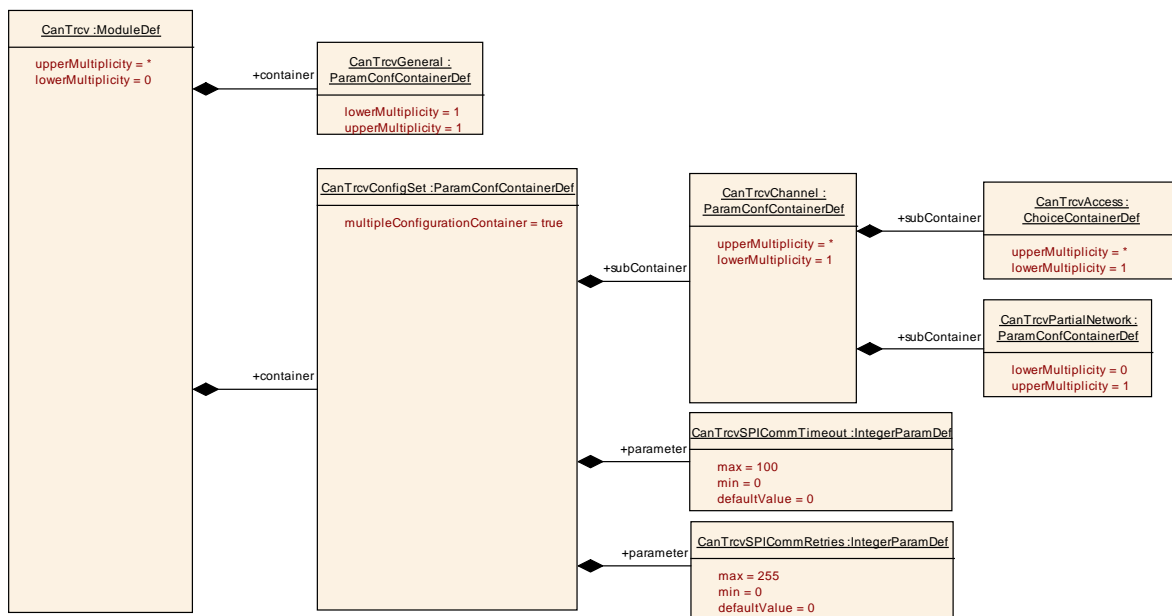 CanTrcv :ModuleDef
upperMultiplicity = *
lowerMultiplicity = 0
+container
CanTrcvGeneral :
ParamConfContainerDef
lowerMultiplicity = 1
upperMultiplicity = 1
+container
CanTrcvConfigSet :ParamConfContainerDef
multipleConfigurationContainer = true
+subContainer
CanTrcvChannel :
ParamConfContainerDef
upperMultiplicity = *
lowerMultiplicity = 1
+subContainer
CanTrcvAccess:
ChoiceContainerDef
upperMultiplicity = *
lowerMultiplicity = 1
+subContainer
CanTrcvPartialNetwork :
ParamConfContainerDef
lowerMultiplicity = 0
upperMultiplicity = 1
+parameter
CanTrcvSPICommTimeout :IntegerParamDef
max = 100
min = 0
defaultValue = 0
+parameter
CanTrcvSPICommRetries :IntegerParamDef
max = 255
min = 0
defaultValue = 0